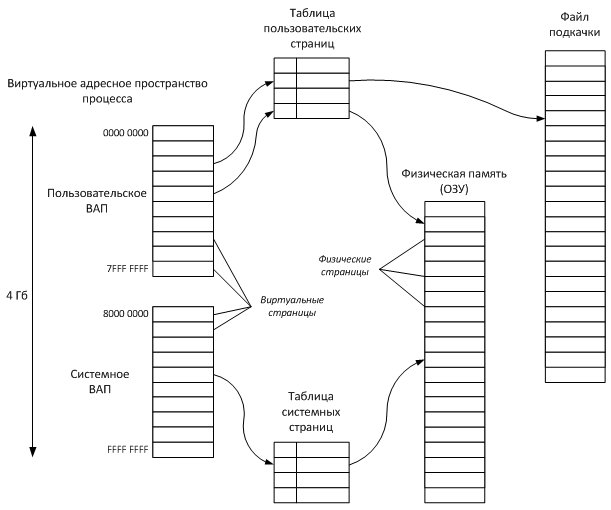 Таблица
пользовательских
страниц
Файл
подкачки
Виртуальное адресное пространство
процесса
0000 0000
Пользовательское
ВАП
7FFF FFFF
4 Гб
8000 0000
Системное
ВАП
FFFF FFFF
Виртуальные
страницы
Физическая память
(ОЗУ)
Физические
страницы
Таблица
системных
страниц